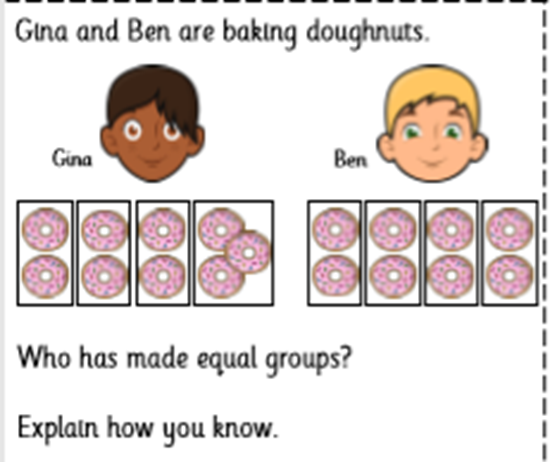 Gina and Ben are baking doughnuts.
Gina
Ben
Who has made equal groups?
Explain how you know.